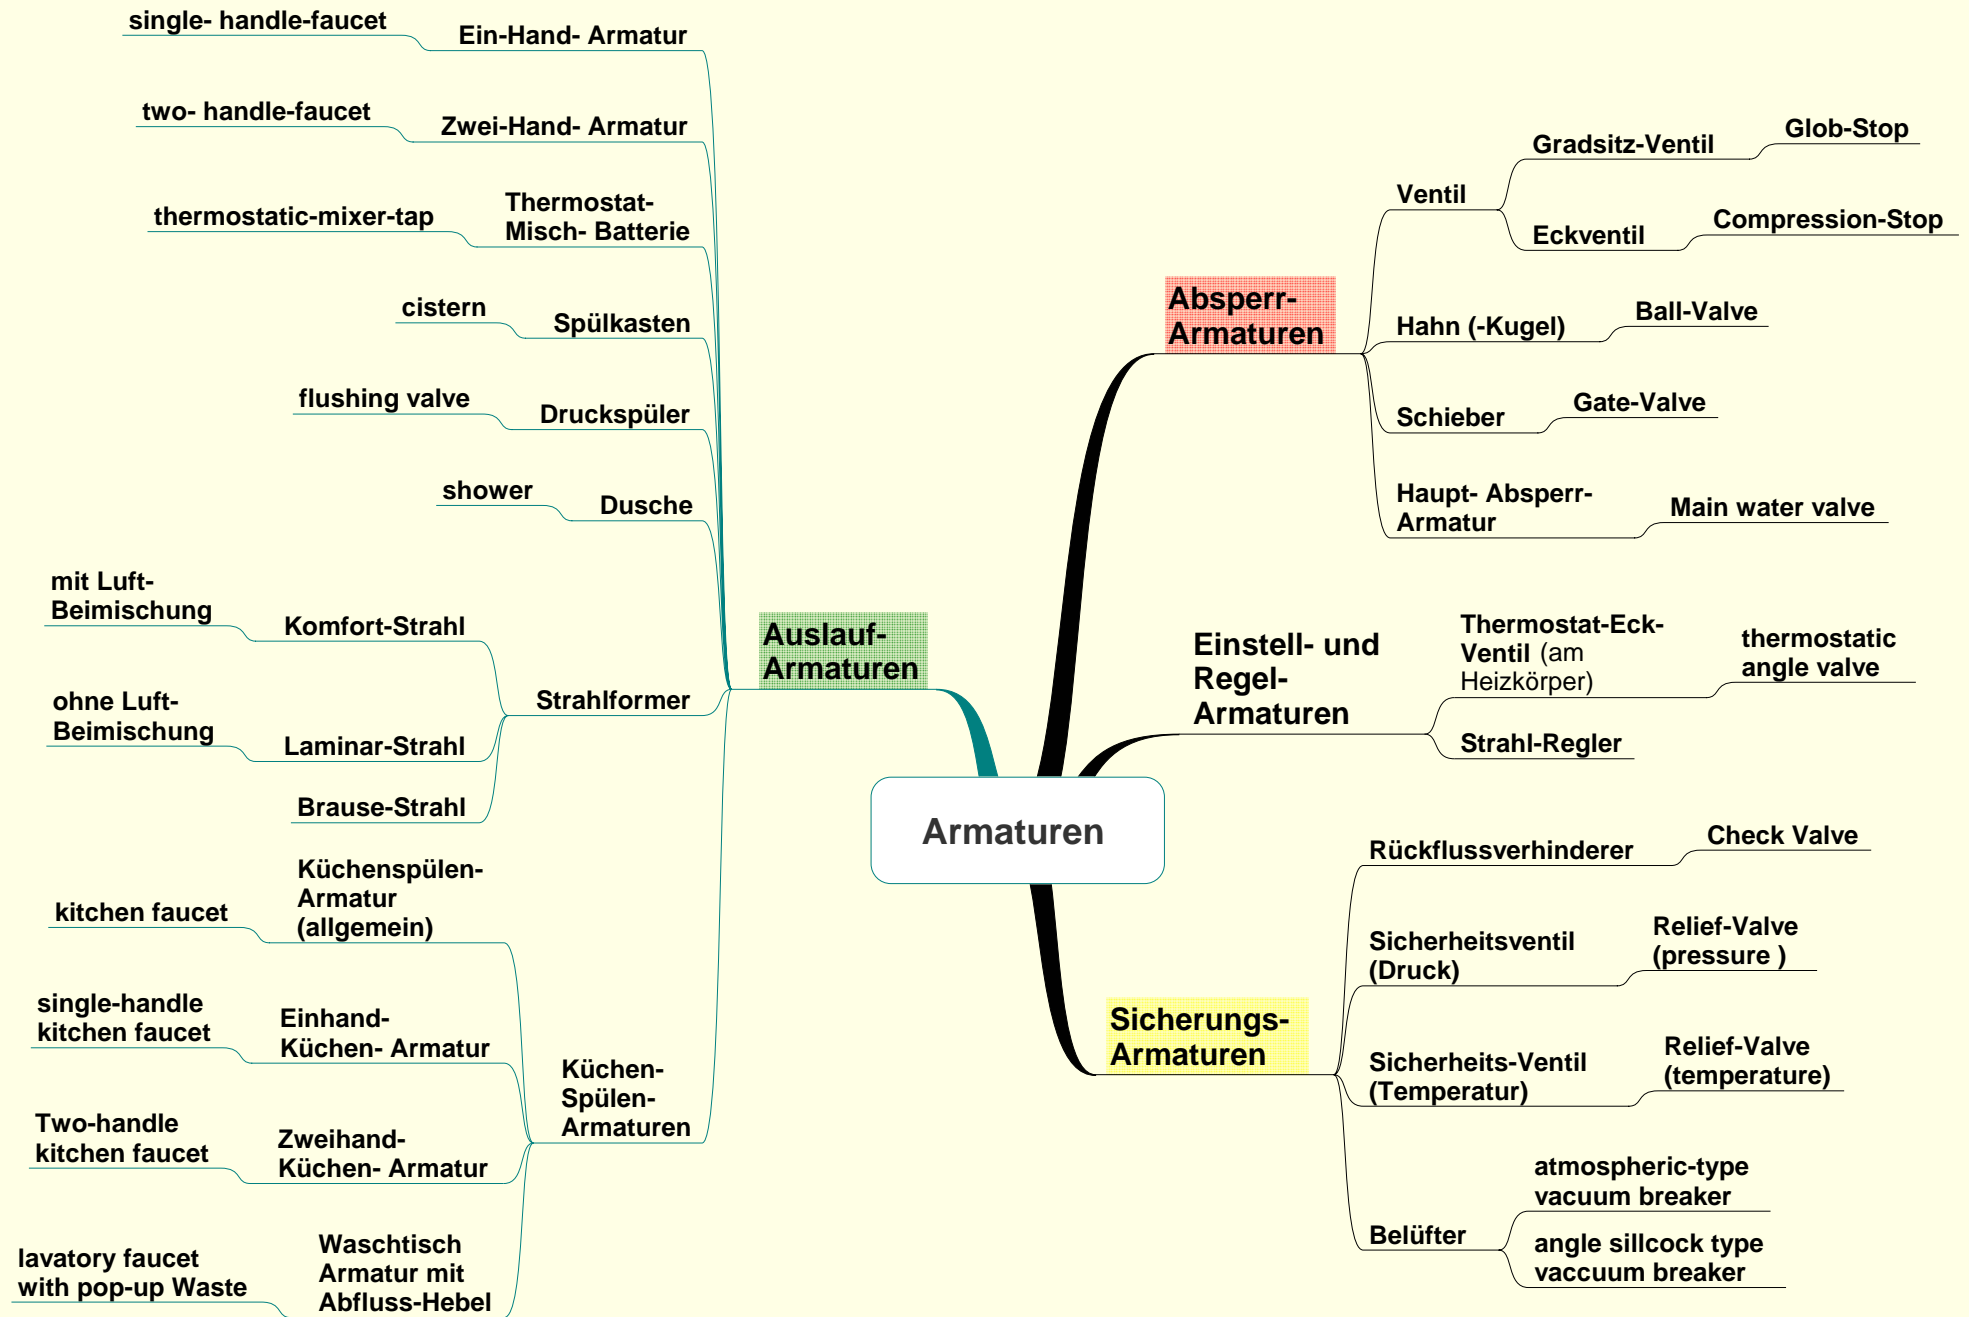 single- handle-faucet
Ein-Hand- Armatur
two- handle-faucet
Zwei-Hand- Armatur
thermostatic-mixer-tap
Thermostat-
Misch- Batterie
cistern
Spülkasten
flushing valve
Druckspüler
shower
Dusche
mit Luft-
Beimischung
Komfort-Strahl
ohne Luft-
Beimischung
Laminar-Strahl
Brause-Strahl
Strahlformer
kitchen faucet
Küchenspülen-
Armatur
(allgemein)
single-handle
kitchen faucet
Einhand-
Küchen- Armatur
Two-handle
kitchen faucet
Zweihand-
Küchen- Armatur
lavatory faucet
with pop-up Waste
Waschtisch
Armatur mit
Abfluss-Hebel
Küchen-
Spülen-
Armaturen
Auslauf-
Armaturen
Armaturen
Absperr-
Armaturen
Ventil
Gradsitz-Ventil
Glob-Stop
Eckventil
Compression-Stop
Hahn (-Kugel)
Ball-Valve
Schieber
Gate-Valve
Haupt- Absperr-
Armatur
Main water valve
Einstell- und
Regel-
Armaturen
Thermostat-Eck-
Ventil (am
Heizkörper)
thermostatic
angle valve
Strahl-Regler
Sicherungs-
Armaturen
Rückflussverhinderer
Check Valve
Sicherheitsventil
(Druck)
Relief-Valve
(pressure )
Sicherheits-Ventil
(Temperatur)
Relief-Valve
(temperature)
Belüfter
atmospheric-type
vacuum breaker
angle sillcock type
vaccuum breaker